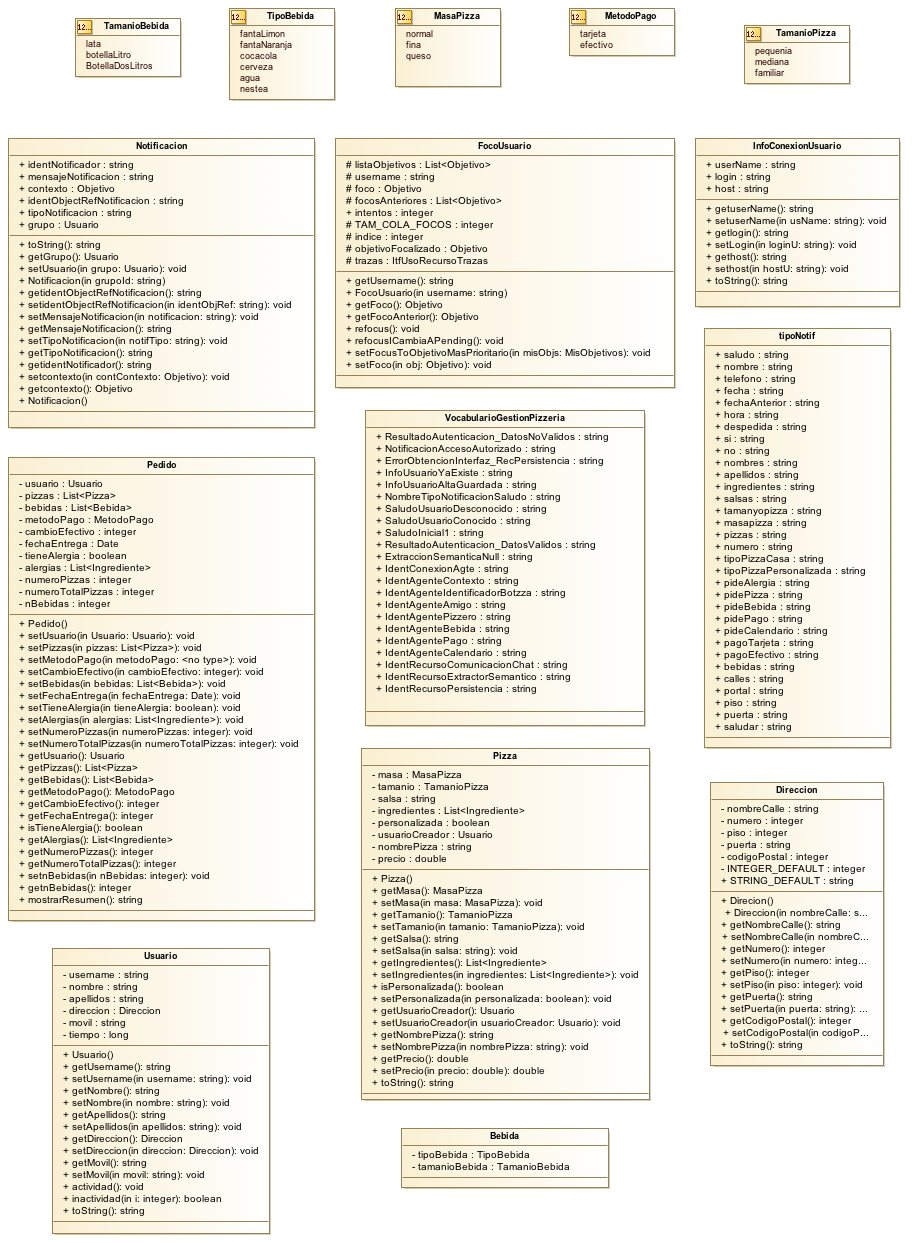 12... TamanioBebida
lata
botellaLitro
BotellaDosLitros
12... TipoBebida
fantaLimon
fantaNaranja
cocacola
cerveza
agua
nestea
12... MasaPizza
normal
fina
queso
12... MetodoPago
tarjeta
efectivo
12... TamanioPizza
pequenia
mediana
familiar
Notificacion
+ identNotificador : string
+ mensajeNotificacion : string
+ contexto : Objetivo
+ identObjectRefNotificacion : string
+ tipoNotificacion : string
+ grupo : Usuario
+ toString(): string
+ getGrupo(): Usuario
+ setUsuario(in grupo: Usuario): void
+ Notificacion(in grupoId: string)
+ getidentObjectRefNotificacion(): string
+ setidentObjectRefNotificacion(in identObjRef: string): void
+ setMensajeNotificacion(in notificacion: string): void
+ getMensajeNotificacion(): string
+ setTipoNotificacion(in notifTipo: string): void
+ getTipoNotificacion(): string
+ getidentNotificador(): string
+ setcontexto(in contContexto: Objetivo): void
+ getcontexto(): Objetivo
+ Notificacion()
FocoUsuario
# listaObjetivos : List<Objetivo>
# username : string
# foco : Objetivo
# focosAnteriores : List<Objetivo>
+ intentos : integer
# TAM_COLA_FOCOS : integer
# indice : integer
# objetivoFocalizado : Objetivo
# trazas : ItfUsoRecursoTrazas
+ getUsername(): string
+ FocoUsuario(in username: string)
+ getFoco(): Objetivo
+ getFocoAnterior(): Objetivo
+ refocus(): void
+ refocusICambiaAPending(): void
+ setFocusToObjetivoMasPrioritario(in misObjs: MisObjetivos): void
+ setFoco(in obj: Objetivo): void
InfoConexionUsuario
+ userName : string
+ login : string
+ host : string
+ getuserName(): string
+ setuserName(in usName: string): void
+ getlogin(): string
+ setLogin(in loginU: string): void
+ gethost(): string
+ sethost(in hostU: string): void
+ toString(): string
tipoNotif
+ saludo : string
+ nombre : string
+ telefono : string
+ fecha : string
+ fechaAnterior : string
+ hora : string
+ despedida : string
+ si : string
+ no : string
+ nombres : string
+ apellidos : string
+ ingredientes : string
+ salsas : string
+ tamanyopizza : string
+ masapizza : string
+ pizzas : string
+ numero : string
+ tipoPizzaCasa : string
+ tipoPizzaPersonalizada : string
+ pideAlergia : string
+ pidePizza : string
+ pideBebida : string
+ pidePago : string
+ pideCalendario : string
+ pagoTarjeta : string
+ pagoEfectivo : string
+ bebidas : string
+ calles : string
+ portal : string
+ piso : string
+ puerta : string
+ saludar : string
VocabularioGestionPizzeria
+ ResultadoAutenticacion_DatosNoValidos : string
+ NotificacionAccesoAutorizado : string
+ ErrorObtencionInterfaz_RecPersistencia : string
+ InfoUsuarioYaExiste : string
+ InfoUsuarioAltaGuardada : string
+ NombreTipoNotificacionSaludo : string
+ SaludoUsuarioDesconocido : string
+ SaludoUsuarioConocido : string
+ SaludoInicial1 : string
+ ResultadoAutenticacion_DatosValidos : string
+ ExtraccionSemanticaNull : string
+ IdentConexionAgte : string
+ IdentAgenteContexto : string
+ IdentAgenteIdentificadorBotzza : string
+ IdentAgenteAmigo : string
+ IdentAgentePizzero : string
+ IdentAgenteBebida : string
+ IdentAgentePago : string
+ IdentAgenteCalendario : string
+ IdentRecursoComunicacionChat : string
+ IdentRecursoExtractorSemantico : string
+ IdentRecursoPersistencia : string
Pedido
- usuario : Usuario
- pizzas : List<Pizza>
- bebidas : List<Bebida>
- metodoPago : MetodoPago
- cambioEfectivo : integer
- fechaEntrega : Date
- tieneAlergia : boolean
- alergias : List<Ingrediente>
- numeroPizzas : integer
- numeroTotalPizzas : integer
- nBebidas : integer
+ Pedido()
+ setUsuario(in Usuario: Usuario): void
+ setPizzas(in pizzas: List<Pizza>): void
+ setMetodoPago(in metodoPago: <no type>): void
+ setCambioEfectivo(in cambioEfectivo: integer): void
+ setBebidas(in bebidas: List<Bebida>): void
+ setFechaEntrega(in fechaEntrega: Date): void
+ setTieneAlergia(in tieneAlergia: boolean): void
+ setAlergias(in alergias: List<Ingrediente>): void
+ setNumeroPizzas(in numeroPizzas: integer): void
+ setNumeroTotalPizzas(in numeroTotalPizzas: integer): void
+ getUsuario(): Usuario
+ getPizzas(): List<Pizza>
+ getBebidas(): List<Bebida>
+ getMetodoPago(): MetodoPago
+ getCambioEfectivo(): integer
+ getFechaEntrega(): integer
+ isTieneAlergia(): boolean
+ getAlergias(): List<Ingrediente>
+ getNumeroPizzas(): integer
+ getNumeroTotalPizzas(): integer
+ setnBebidas(in nBebidas: integer): void
+ getnBebidas(): integer
+ mostrarResumen(): string
Pizza
- masa : MasaPizza
- tamanio : TamanioPizza
- salsa : string
- ingredientes : List<Ingrediente>
- personalizada : boolean
- usuarioCreador : Usuario
- nombrePizza : string
- precio : double
+ Pizza()
+ getMasa(): MasaPizza
+ setMasa(in masa: MasaPizza): void
+ getTamanio(): TamanioPizza
+ setTamanio(in tamanio: TamanioPizza): void
+ getSalsa(): string
+ setSalsa(in salsa: string): void
+ getIngredientes(): List<Ingrediente>
+ setIngredientes(in ingredientes: List<Ingrediente>): void
+ isPersonalizada(): boolean
+ setPersonalizada(in personalizada: boolean): void
+ getUsuarioCreador(): Usuario
+ setUsuarioCreador(in usuarioCreador: Usuario): void
+ getNombrePizza(): string
+ setNombrePizza(in nombrePizza: string): void
+ getPrecio(): double
+ setPrecio(in precio: double): double
+ toString(): string
Direccion
- nombreCalle : string
- numero : integer
- piso : integer
- puerta : string
- codigoPostal : integer
- INTEGER_DEFAULT : integer
+ STRING_DEFAULT : string
+ Direcion()
+ Direccion(in nombreCalle: s...
+ getNombreCalle(): string
+ setNombreCalle(in nombreC...
+ getNumero(): integer
+ setNumero(in numero: integ...
+ getPiso(): integer
+ setPiso(in piso: integer): void
+ getPuerta(): string
+ setPuerta(in puerta: string): ...
+ getCodigoPostal(): integer
+ setCodigoPostal(in codigoP...
+ toString(): string
Usuario
- username : string
- nombre : string
- apellidos : string
- direccion : Direccion
- movil : string
- tiempo : long
+ Usuario()
+ getUsername(): string
+ setUsername(in username: string): void
+ getNombre(): string
+ setNombre(in nombre: string): void
+ getApellidos(): string
+ setApellidos(in apellidos: string): void
+ getDireccion(): Direccion
+ setDireccion(in direccion: Direccion): void
+ getMovil(): string
+ setMovil(in movil: string): void
+ actividad(): void
+ inactividad(in i: integer): boolean
+ toString(): string
Bebida
- tipoBebida : TipoBebida
- tamanioBebida : TamanioBebida